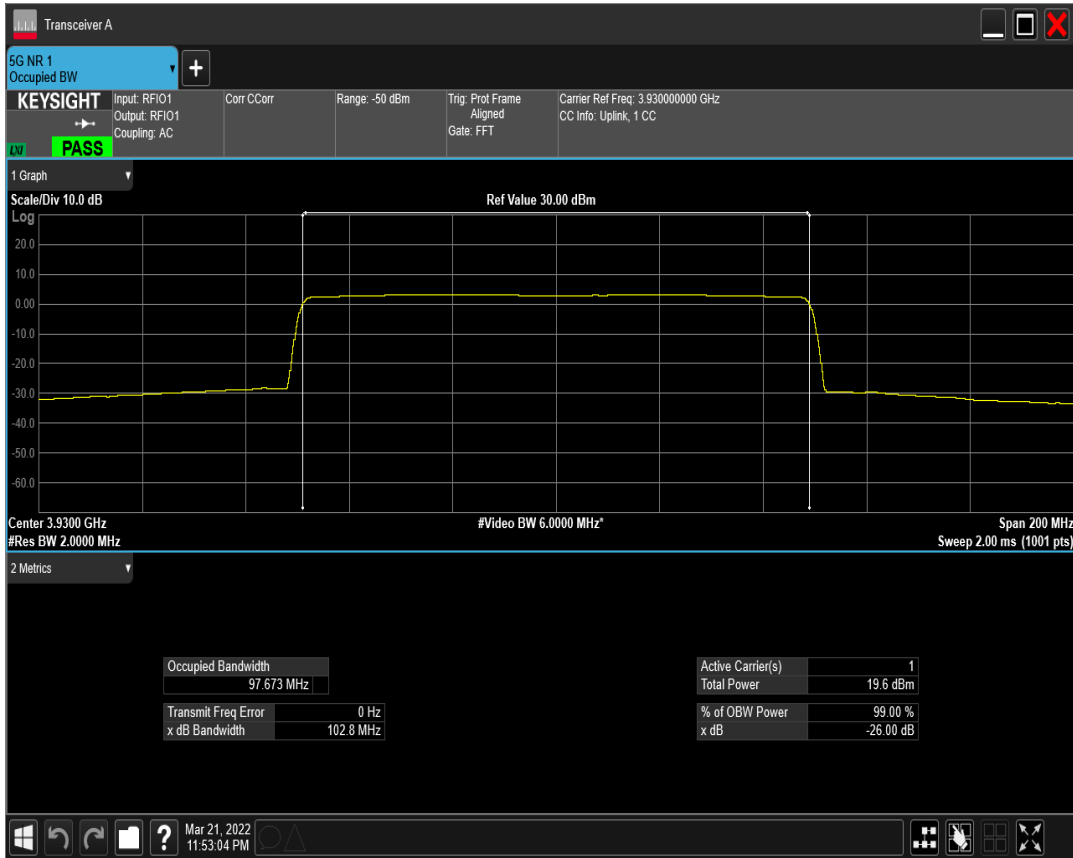 Transceiver A
5G NR 1
Occupied BW
KEYSIGHT
LXI
PASS
Input: RFIO1
Output: RFIO1
Coupling: AC
Corr CCorr
Range: -50 dBm
Trig: Prot Frame
Aligned
Gate: FFT
Carrier Ref Freq: 3.930000000 GHz
CC Info: Uplink, 1 CC
1 Graph
Scale/Div 10.0 dB
Ref Value 30.00 dBm
Log
20.0
10.0
0.00
-10.0
-20.0
-30.0
-40.0
-50.0
-60.0
Center 3.9300 GHz
#Video BW 6.0000 MHz*
Span 200 MHz
#Res BW 2.0000 MHz
Sweep 2.00 ms (1001 pts)
2 Metrics
Occupied Bandwidth
97.673 MHz
Transmit Freq Error 0 Hz
x dB Bandwidth 102.8 MHz
Active Carrier(s) 1
Total Power 19.6 dBm
% of OBW Power 99.00 %
x dB -26.00 dB
?
Mar 21, 2022
11:53:04 PM